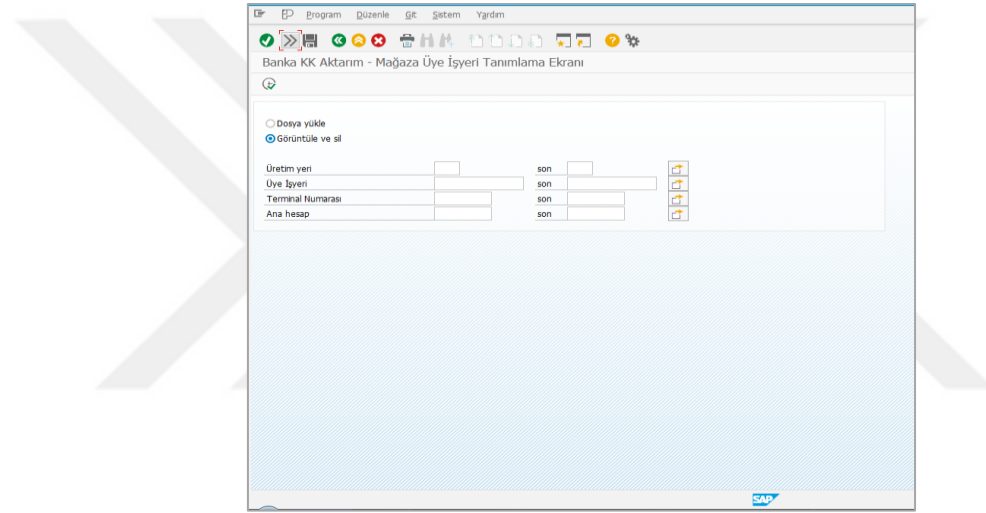 Program Düzenle Git Sistem Yardım
Banka KK Aktarım - Mağaza Üye İşyeri Tanımlama Ekranı
Dosya yükle
Görüntüle ve sil
Üretim yeri son
Üye İşyeri son
Terminal Numarası son
Ana hesap son
SAP